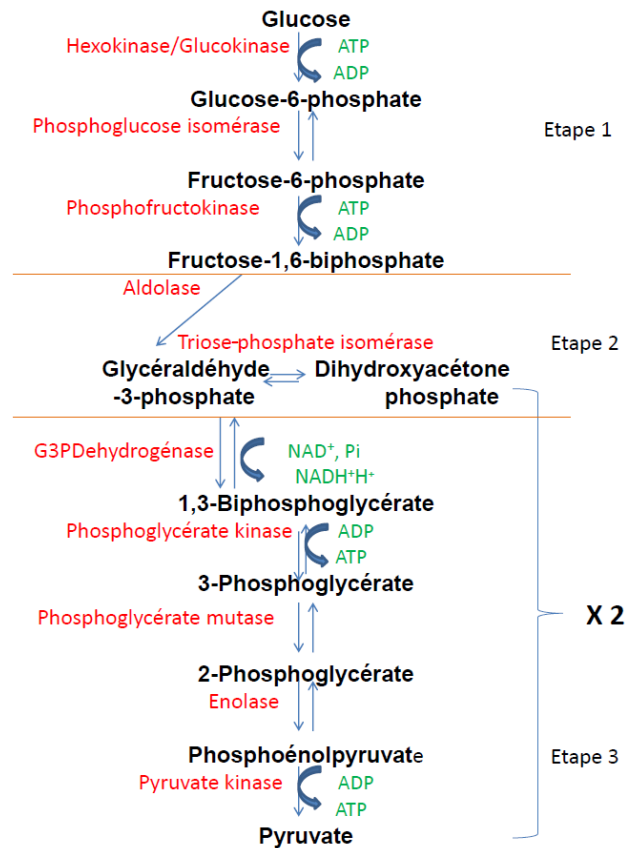 Glucose
Hexokinase/Glucokinase
ATP
ADP
Glucose-6-phosphate
Phosphoglucose isomérase
Etape 1
Fructose-6-phosphate
Phosphofructokinase
ATP
ADP
Fructose-1,6-biphosphate
Aldolase
Triose-phosphate isomérase
Etape 2
Glycéraldéhyde
-3-phosphate
Dihydroxyacétone
phosphate
G3PDehydrogénase
NAD⁺, Pi
NADH⁺H⁺
1,3-Biphosphoglycérate
Phosphoglycérate kinase
ADP
ATP
3-Phosphoglycérate
Phosphoglycérate mutase
X 2
2-Phosphoglycérate
Enolase
Phosphoénolpyruvate
Etape 3
Pyruvate kinase
ADP
ATP
Pyruvate